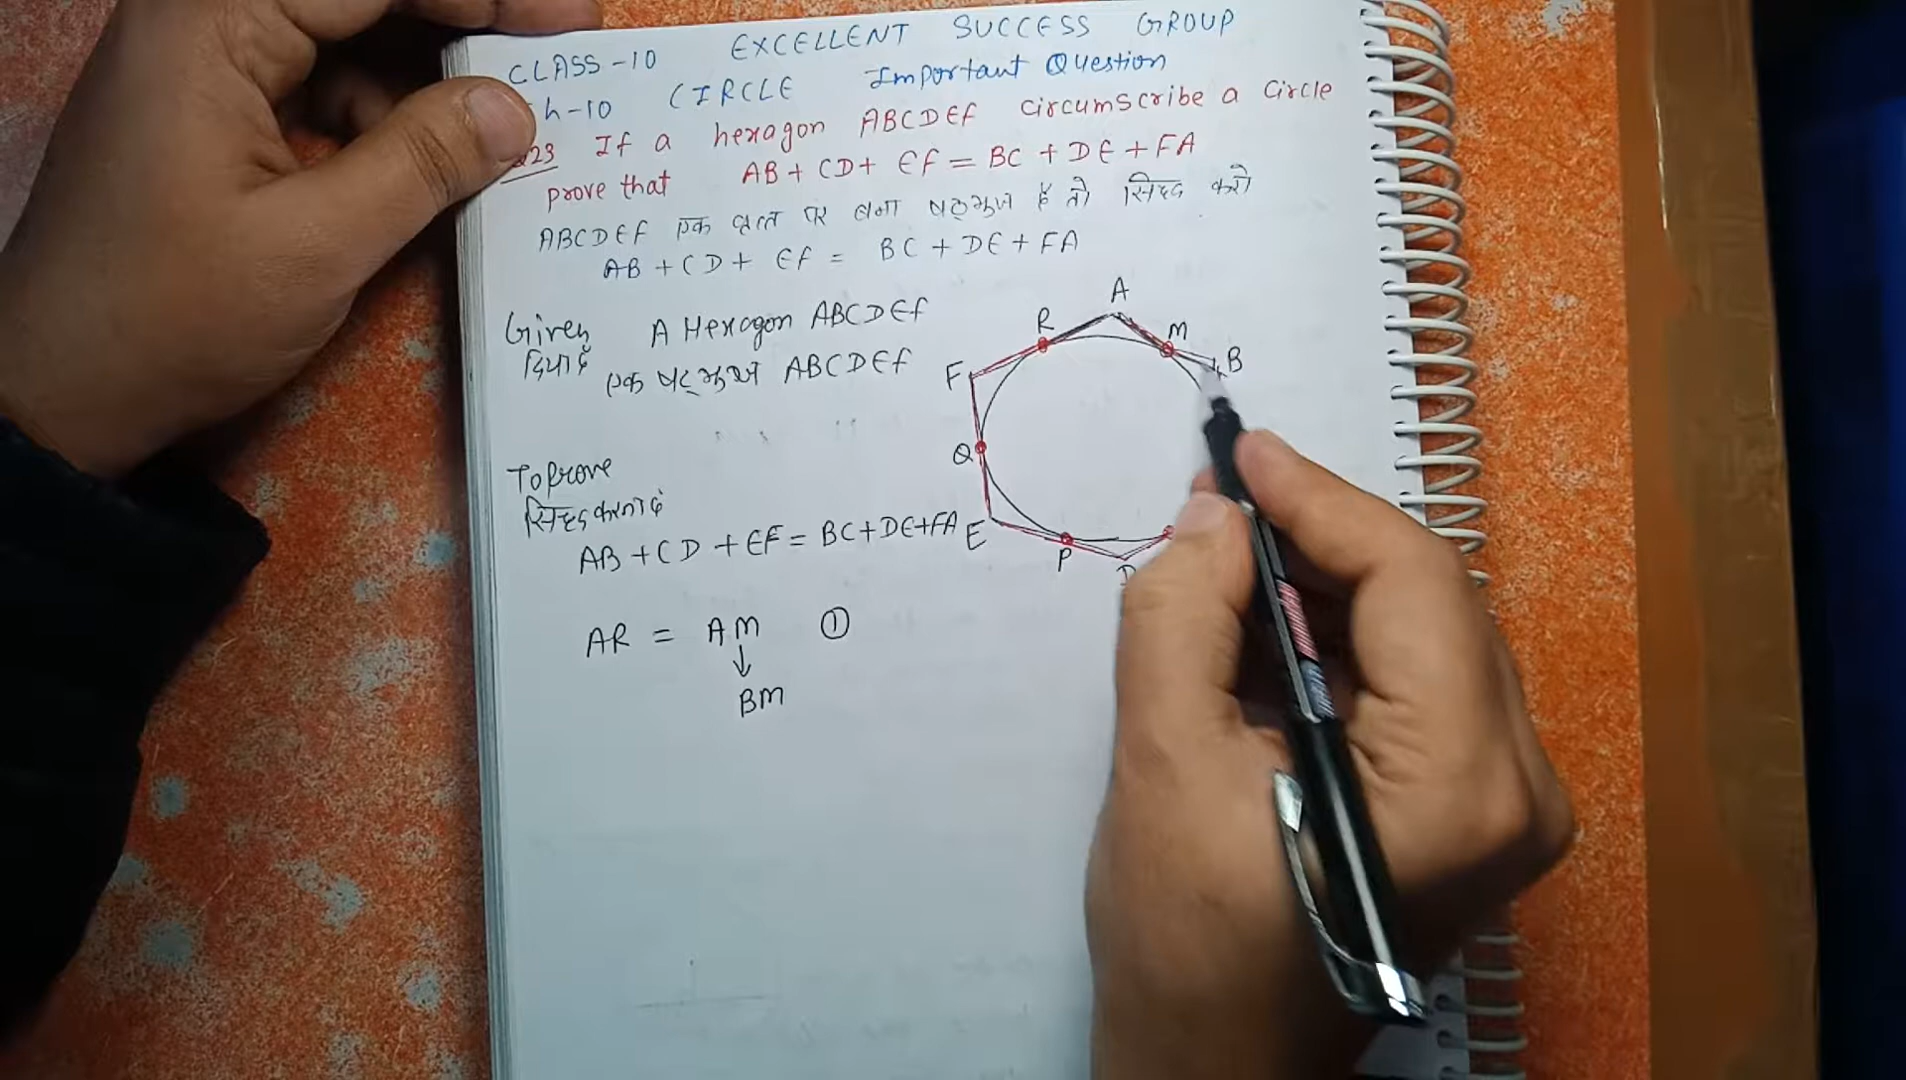 CLASS-10 EXCELLENT SUCCESS GROUP
h-10 CIRCLE Important Question
23 If a hexagon ABCDEF circumscribe a circle
prove that AB + CD + EF = BC + DE + FA
ABCDEF एक वृत्त पर बना षट्भुज है तो सिद्ध करो
AB + CD + EF = BC + DE + FA
Given A Hexagon ABCDEF
दिया है एक षट्भुज ABCDEF
A
R
M
B
F
Q
To prove
सिद्ध करना है
AB + CD + EF = BC + DE + FA
E
P
D
AR = AM ①
↓
BM